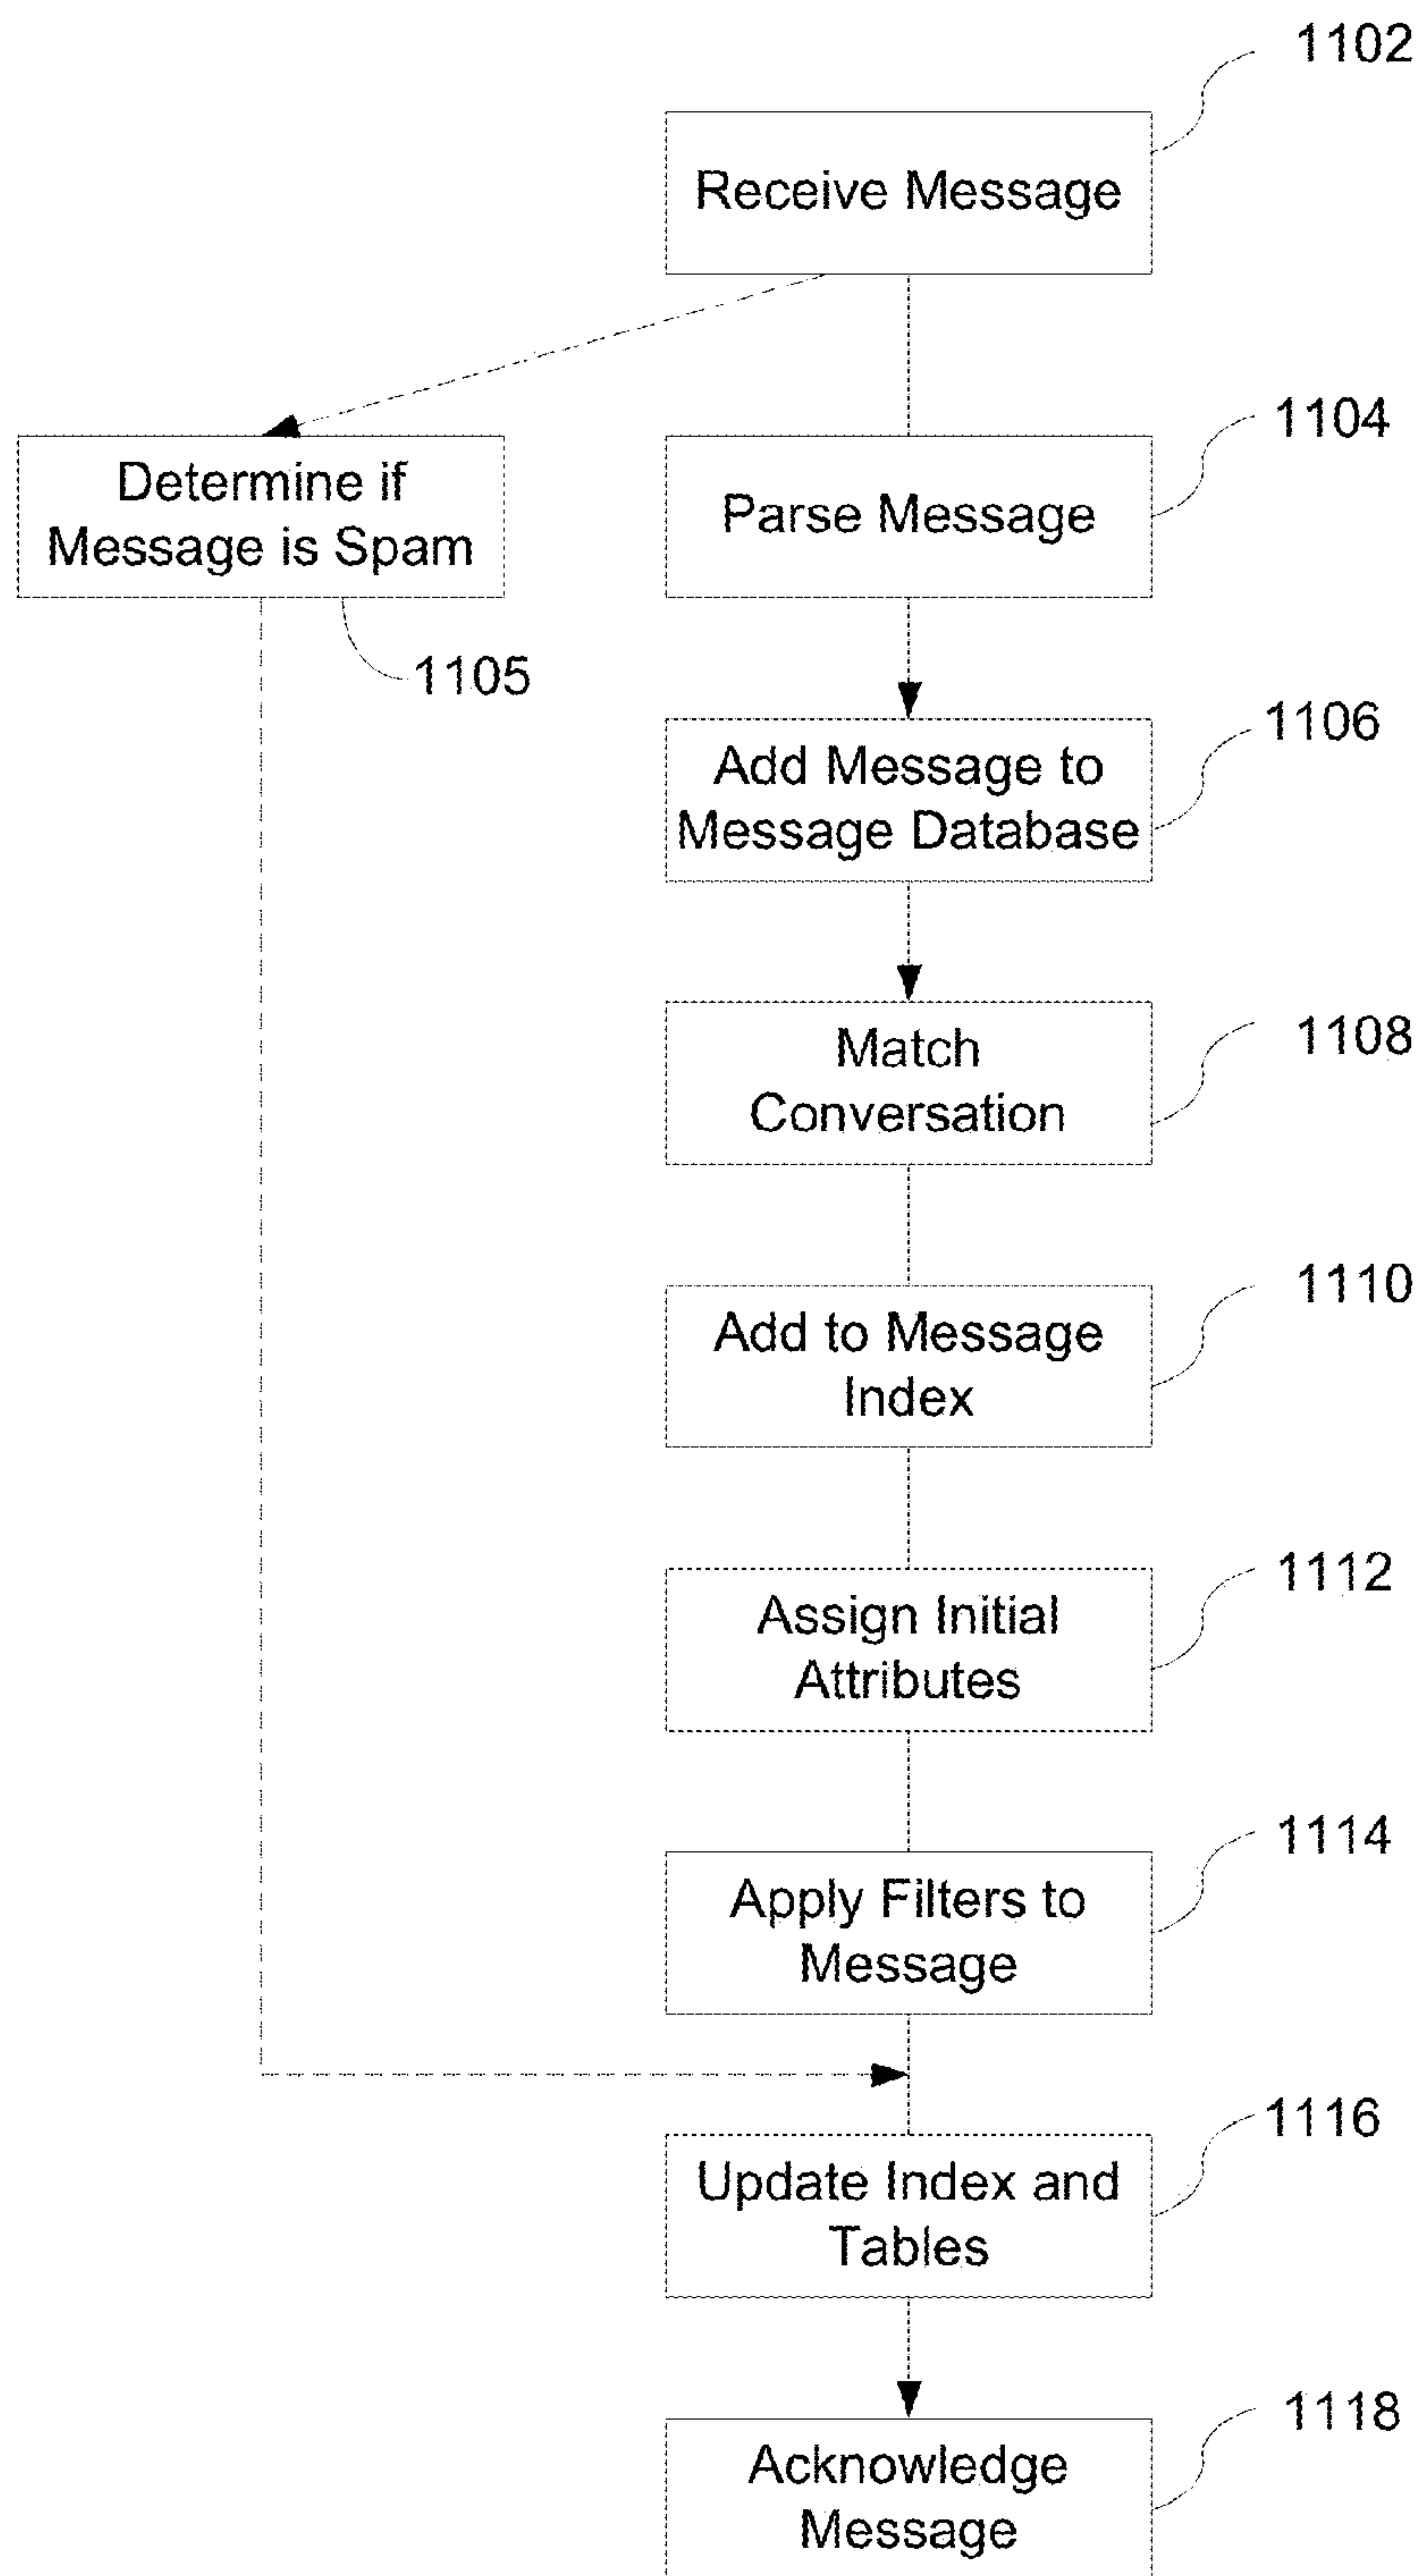 1102
Receive Message
1104
Determine if
Message is Spam
Parse Message
1105
1106
Add Message to
Message Database
1108
Match
Conversation
1110
Add to Message
Index
1112
Assign Initial
Attributes
1114
Apply Filters to
Message
1116
Update Index and
Tables
1118
Acknowledge
Message